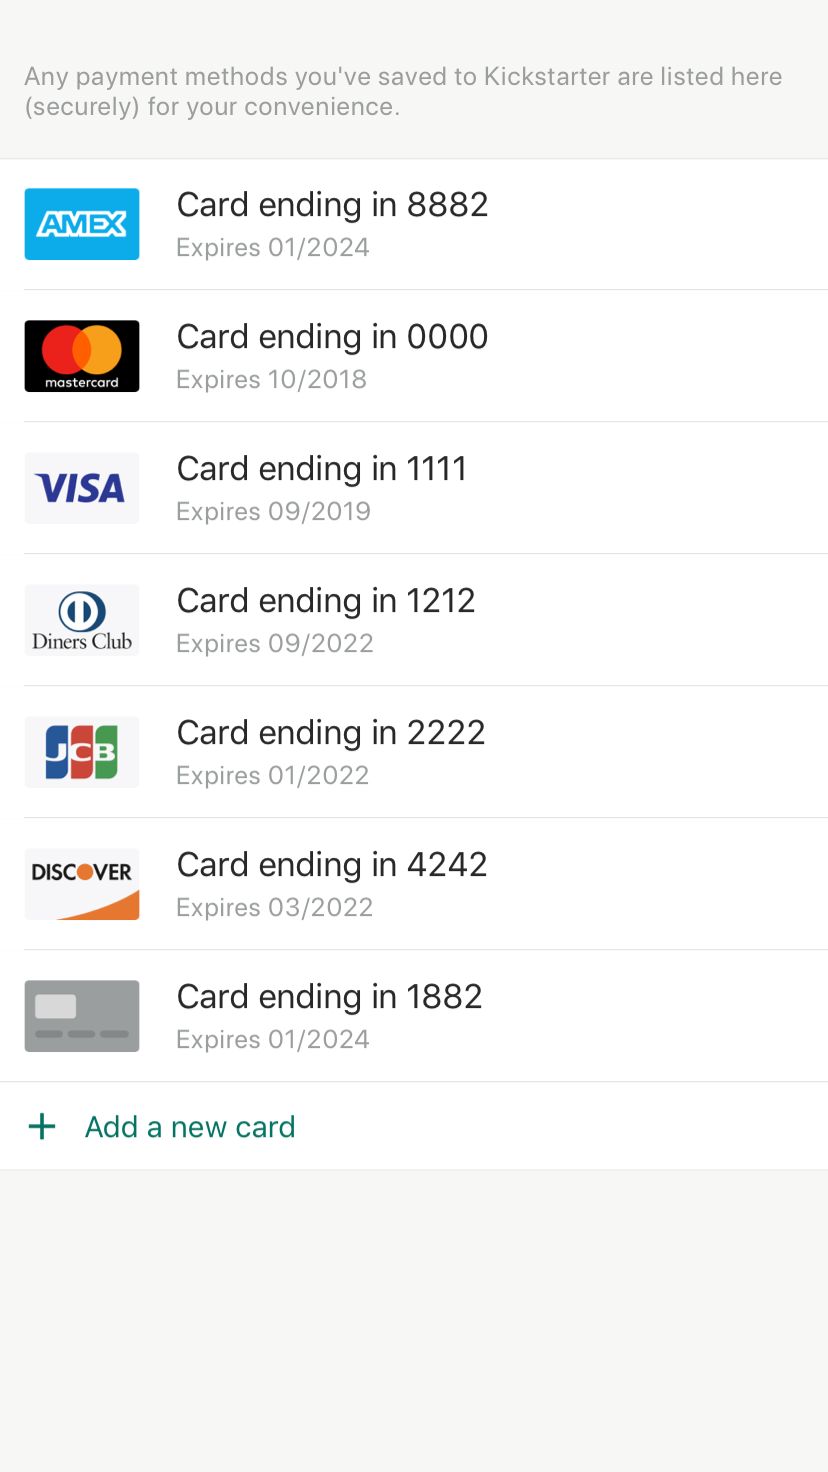 Any payment methods you've saved to Kickstarter are listed here
(securely) for your convenience.
AMEX
Card ending in 8882
Expires 01/2024
mastercard
Card ending in 0000
Expires 10/2018
VISA
Card ending in 1111
Expires 09/2019
Diners Club
Card ending in 1212
Expires 09/2022
JCB
Card ending in 2222
Expires 01/2022
DISCOVER
Card ending in 4242
Expires 03/2022
Card ending in 1882
Expires 01/2024
+ Add a new card